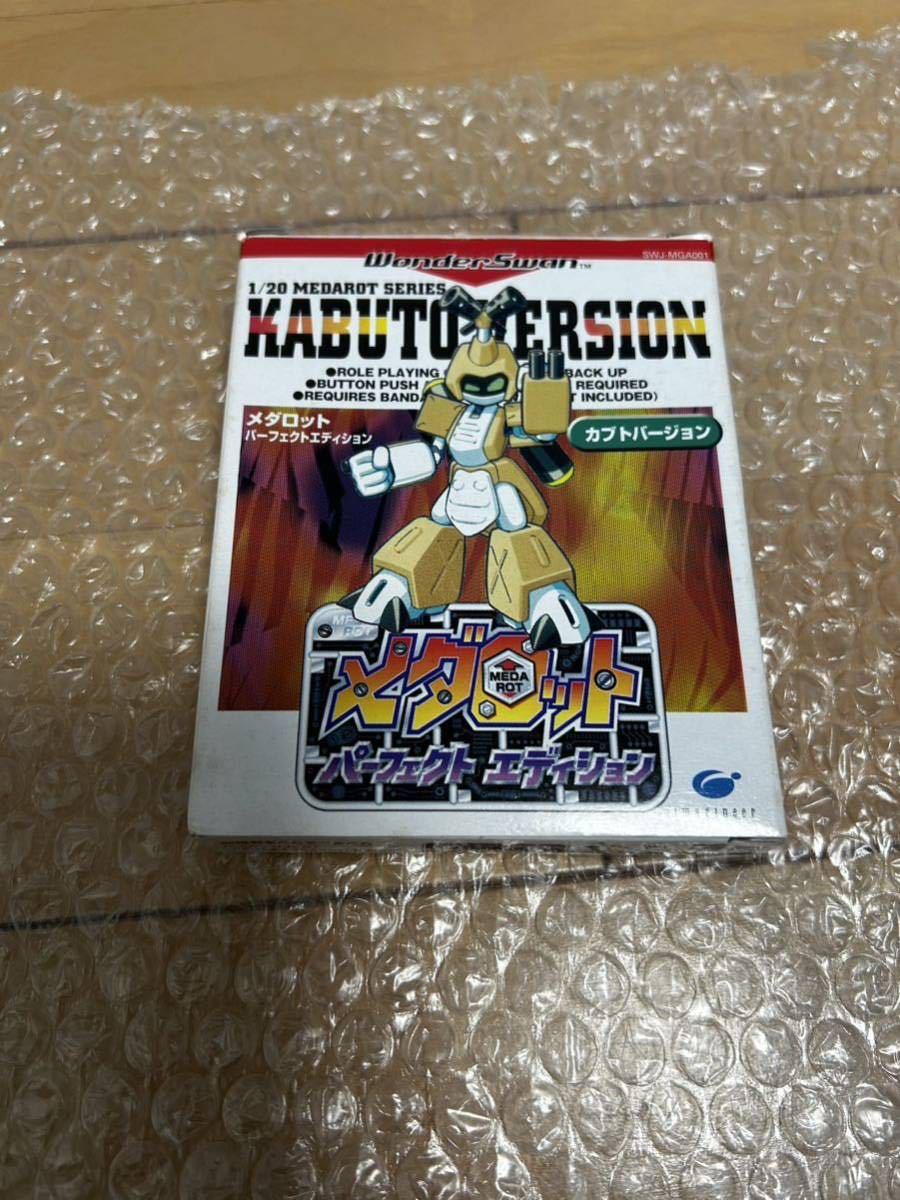 WonderSwan™
SWJ-MGA001
1/20 MEDAROT SERIES
KABUTO VERSION
●ROLE PLAYING BACK UP
●BUTTON PUSH REQUIRED
●REQUIRES INCLUDED)
メダロット
パーフェクトエディション
カブトバージョン
メダロット
MEDA
ROT
パーフェクト エディション
imagineer